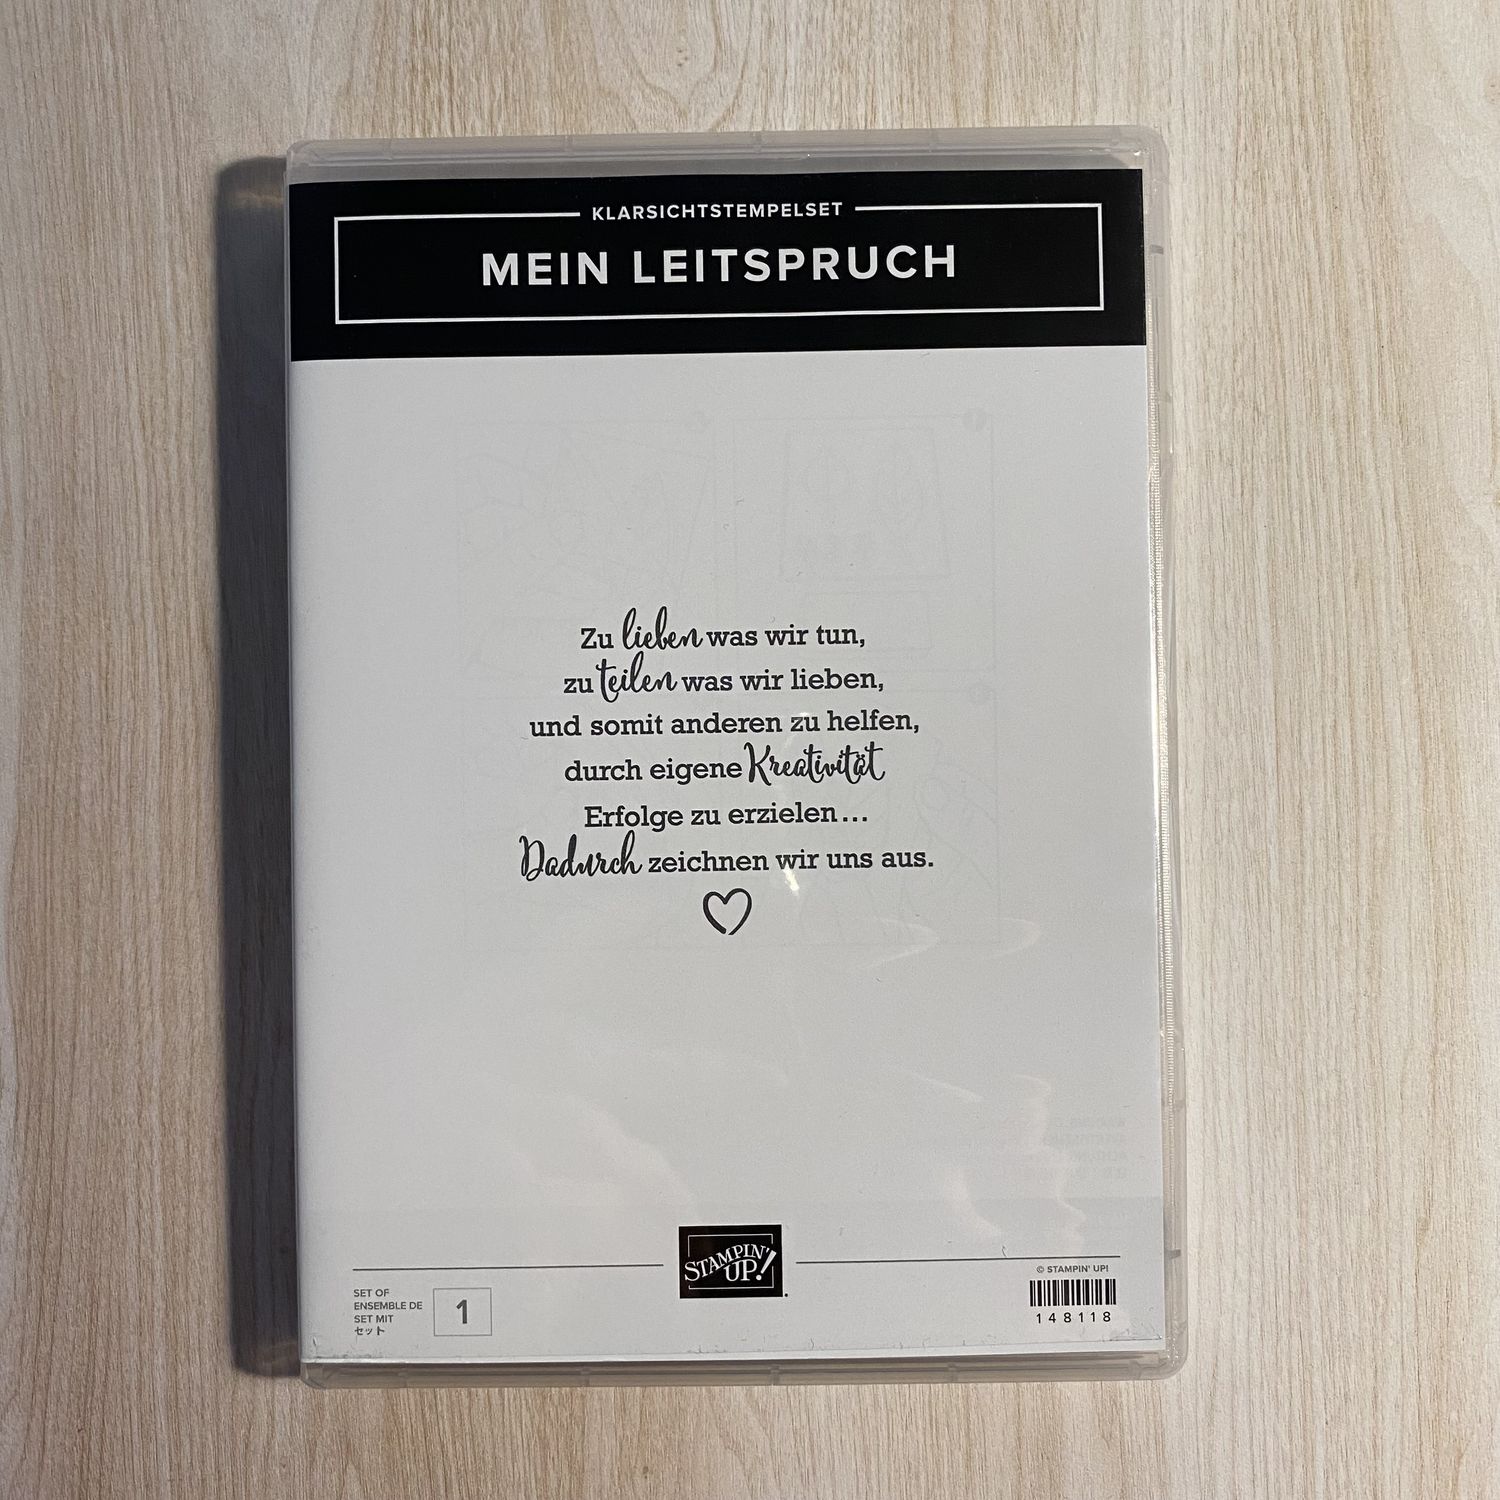 KLARSICHTSTEMPELSET
MEIN LEITSPRUCH
Zu lieben was wir tun,
zu teilen was wir lieben,
und somit anderen zu helfen,
durch eigene Kreativität
Erfolge zu erzielen…
Dadurch zeichnen wir uns aus.
STAMPIN'
UP!
SET OF
ENSEMBLE DE
SET MIT
セット
1
© STAMPIN' UP!
148118